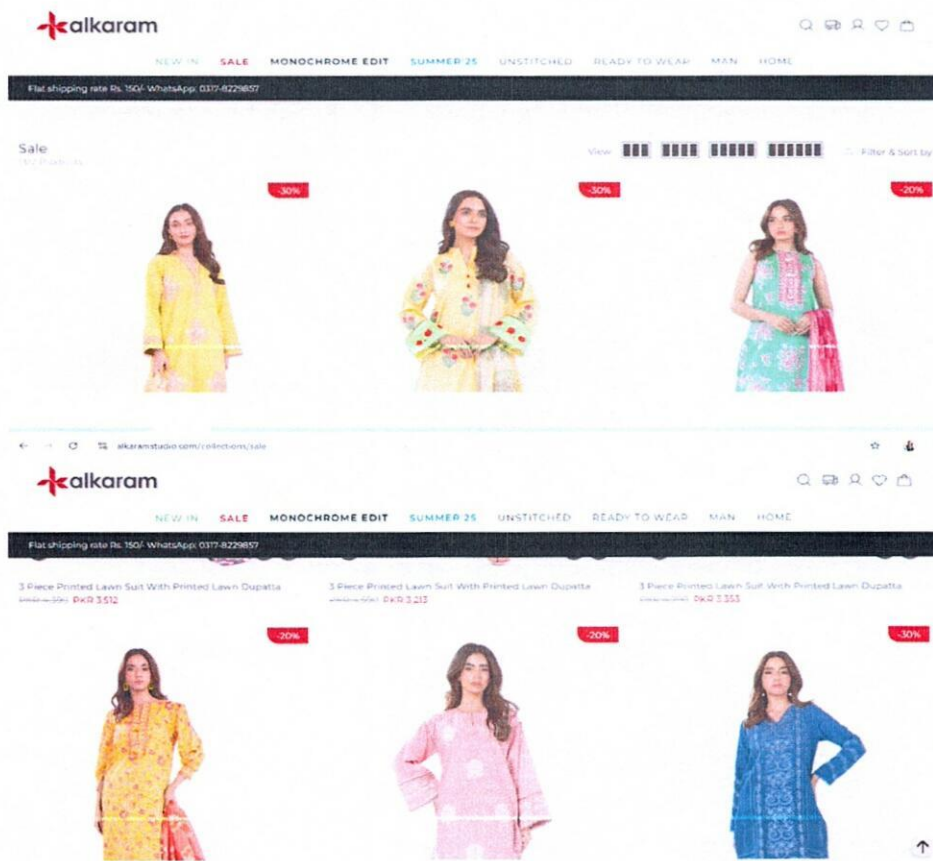 alkaram
NEW IN SALE MONOCHROME EDIT SUMMER 25 UNSTITCHED READY TO WEAR MAN HOME
Flat shipping rate Rs. 150/- WhatsApp: 0317-8229857
Sale
Products
View
Filter & Sort by
-30%
-30%
-20%
alkaramstudio.com/collections/sale
alkaram
NEW IN SALE MONOCHROME EDIT SUMMER 25 UNSTITCHED READY TO WEAR MAN HOME
Flat shipping rate Rs. 150/- WhatsApp: 0317-8229857
3 Piece Printed Lawn Suit With Printed Lawn Dupatta
PKR 3,512
3 Piece Printed Lawn Suit With Printed Lawn Dupatta
PKR 3,213
3 Piece Printed Lawn Suit With Printed Lawn Dupatta
PKR 3,353
-20%
-20%
-30%